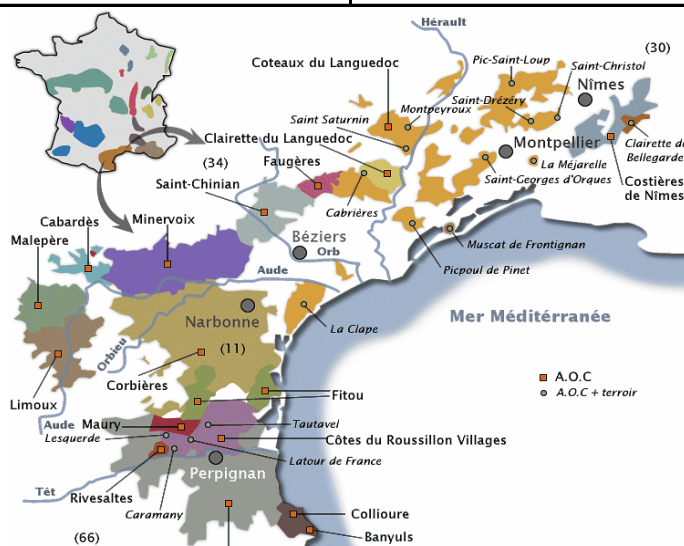 Hérault
(30)
Coteaux du Languedoc
Pic-Saint-Loup
Saint-Christol
Nîmes
Saint-Drézéry
Montpeyroux
Saint Saturnin
Clairette du Languedoc
Montpellier
Clairette de
Bellegarde
(34)
Faugères
La Méjarelle
Saint-Georges d'Orques
Costières
de Nîmes
Saint-Chinian
Cabrières
Cabardès
Minervoix
Malepère
Béziers
Orb
Muscat de Frontignan
Picpoul de Pinet
Aude
Narbonne
Mer Méditérranée
La Clape
Orbieu
(11)
Corbières
A.O.C
A.O.C + terroir
Limoux
Fitou
Aude
Maury
Tautavel
Lesquerde
Côtes du Roussillon Villages
Latour de France
Perpignan
Têt
Rivesaltes
Caramany
Collioure
Banyuls
(66)